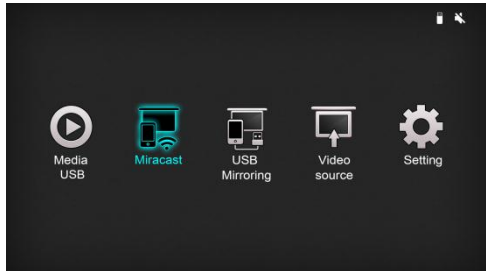 Media
USB
Miracast
USB
Mirroring
Video
source
Setting